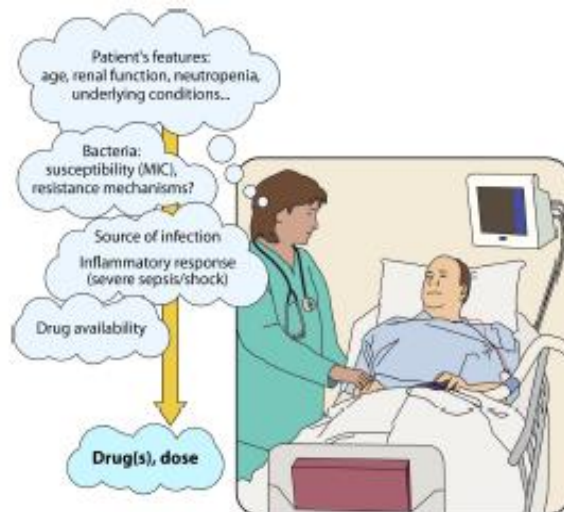 Patient's features:
age, renal function, neutropenia,
underlying conditions...
Bacteria:
susceptibility (MIC),
resistance mechanisms?
Source of infection
Inflammatory response
(severe sepsis/shock)
Drug availability
Drug(s), dose